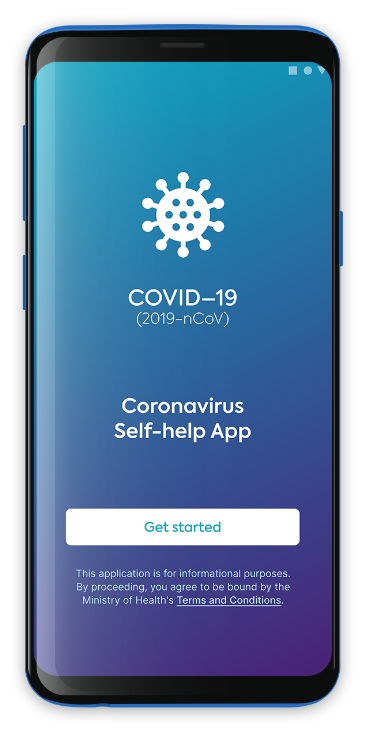 COVID–19
(2019-nCoV)
Coronavirus
Self-help App
Get started
This application is for informational purposes.
By proceeding, you agree to be bound by the
Ministry of Health's Terms and Conditions.